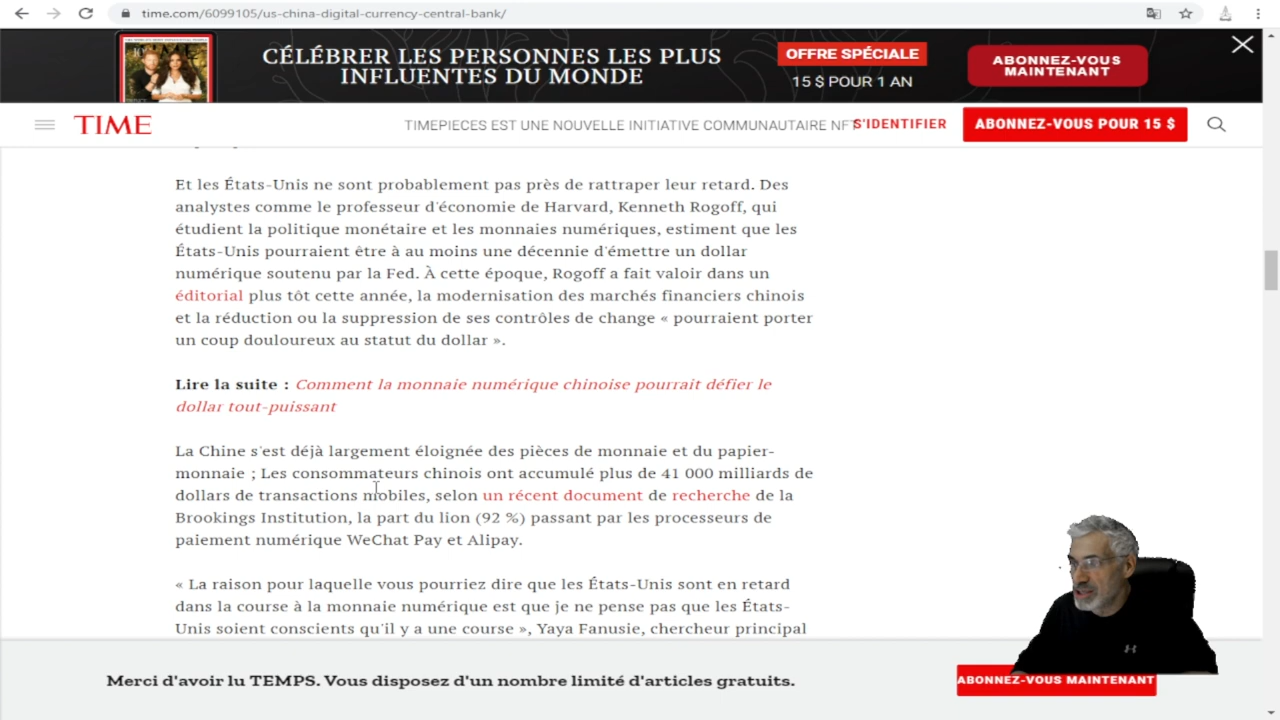 time.com/6099105/us-china-digital-currency-central-bank/
CÉLÉBRER LES PERSONNES LES PLUS
INFLUENTES DU MONDE
OFFRE SPÉCIALE
15 $ POUR 1 AN
ABONNEZ-VOUS
MAINTENANT
TIME
TIMEPIECES EST UNE NOUVELLE INITIATIVE COMMUNAUTAIRE NFT
S'IDENTIFIER
ABONNEZ-VOUS POUR 15 $
Et les États-Unis ne sont probablement pas près de rattraper leur retard. Des
analystes comme le professeur d'économie de Harvard, Kenneth Rogoff, qui
étudient la politique monétaire et les monnaies numériques, estiment que les
États-Unis pourraient être à au moins une décennie d'émettre un dollar
numérique soutenu par la Fed. À cette époque, Rogoff a fait valoir dans un
éditorial plus tôt cette année, la modernisation des marchés financiers chinois
et la réduction ou la suppression de ses contrôles de change « pourraient porter
un coup douloureux au statut du dollar ».
Lire la suite : Comment la monnaie numérique chinoise pourrait défier le
dollar tout-puissant
La Chine s'est déjà largement éloignée des pièces de monnaie et du papier-
monnaie ; Les consommateurs chinois ont accumulé plus de 41 000 milliards de
dollars de transactions mobiles, selon un récent document de recherche de la
Brookings Institution, la part du lion (92 %) passant par les processeurs de
paiement numérique WeChat Pay et Alipay.
« La raison pour laquelle vous pourriez dire que les États-Unis sont en retard
dans la course à la monnaie numérique est que je ne pense pas que les États-
Unis soient conscients qu'il y a une course », Yaya Fanusie, chercheur principal
Merci d'avoir lu TEMPS. Vous disposez d'un nombre limité d'articles gratuits.
ABONNEZ-VOUS MAINTENANT